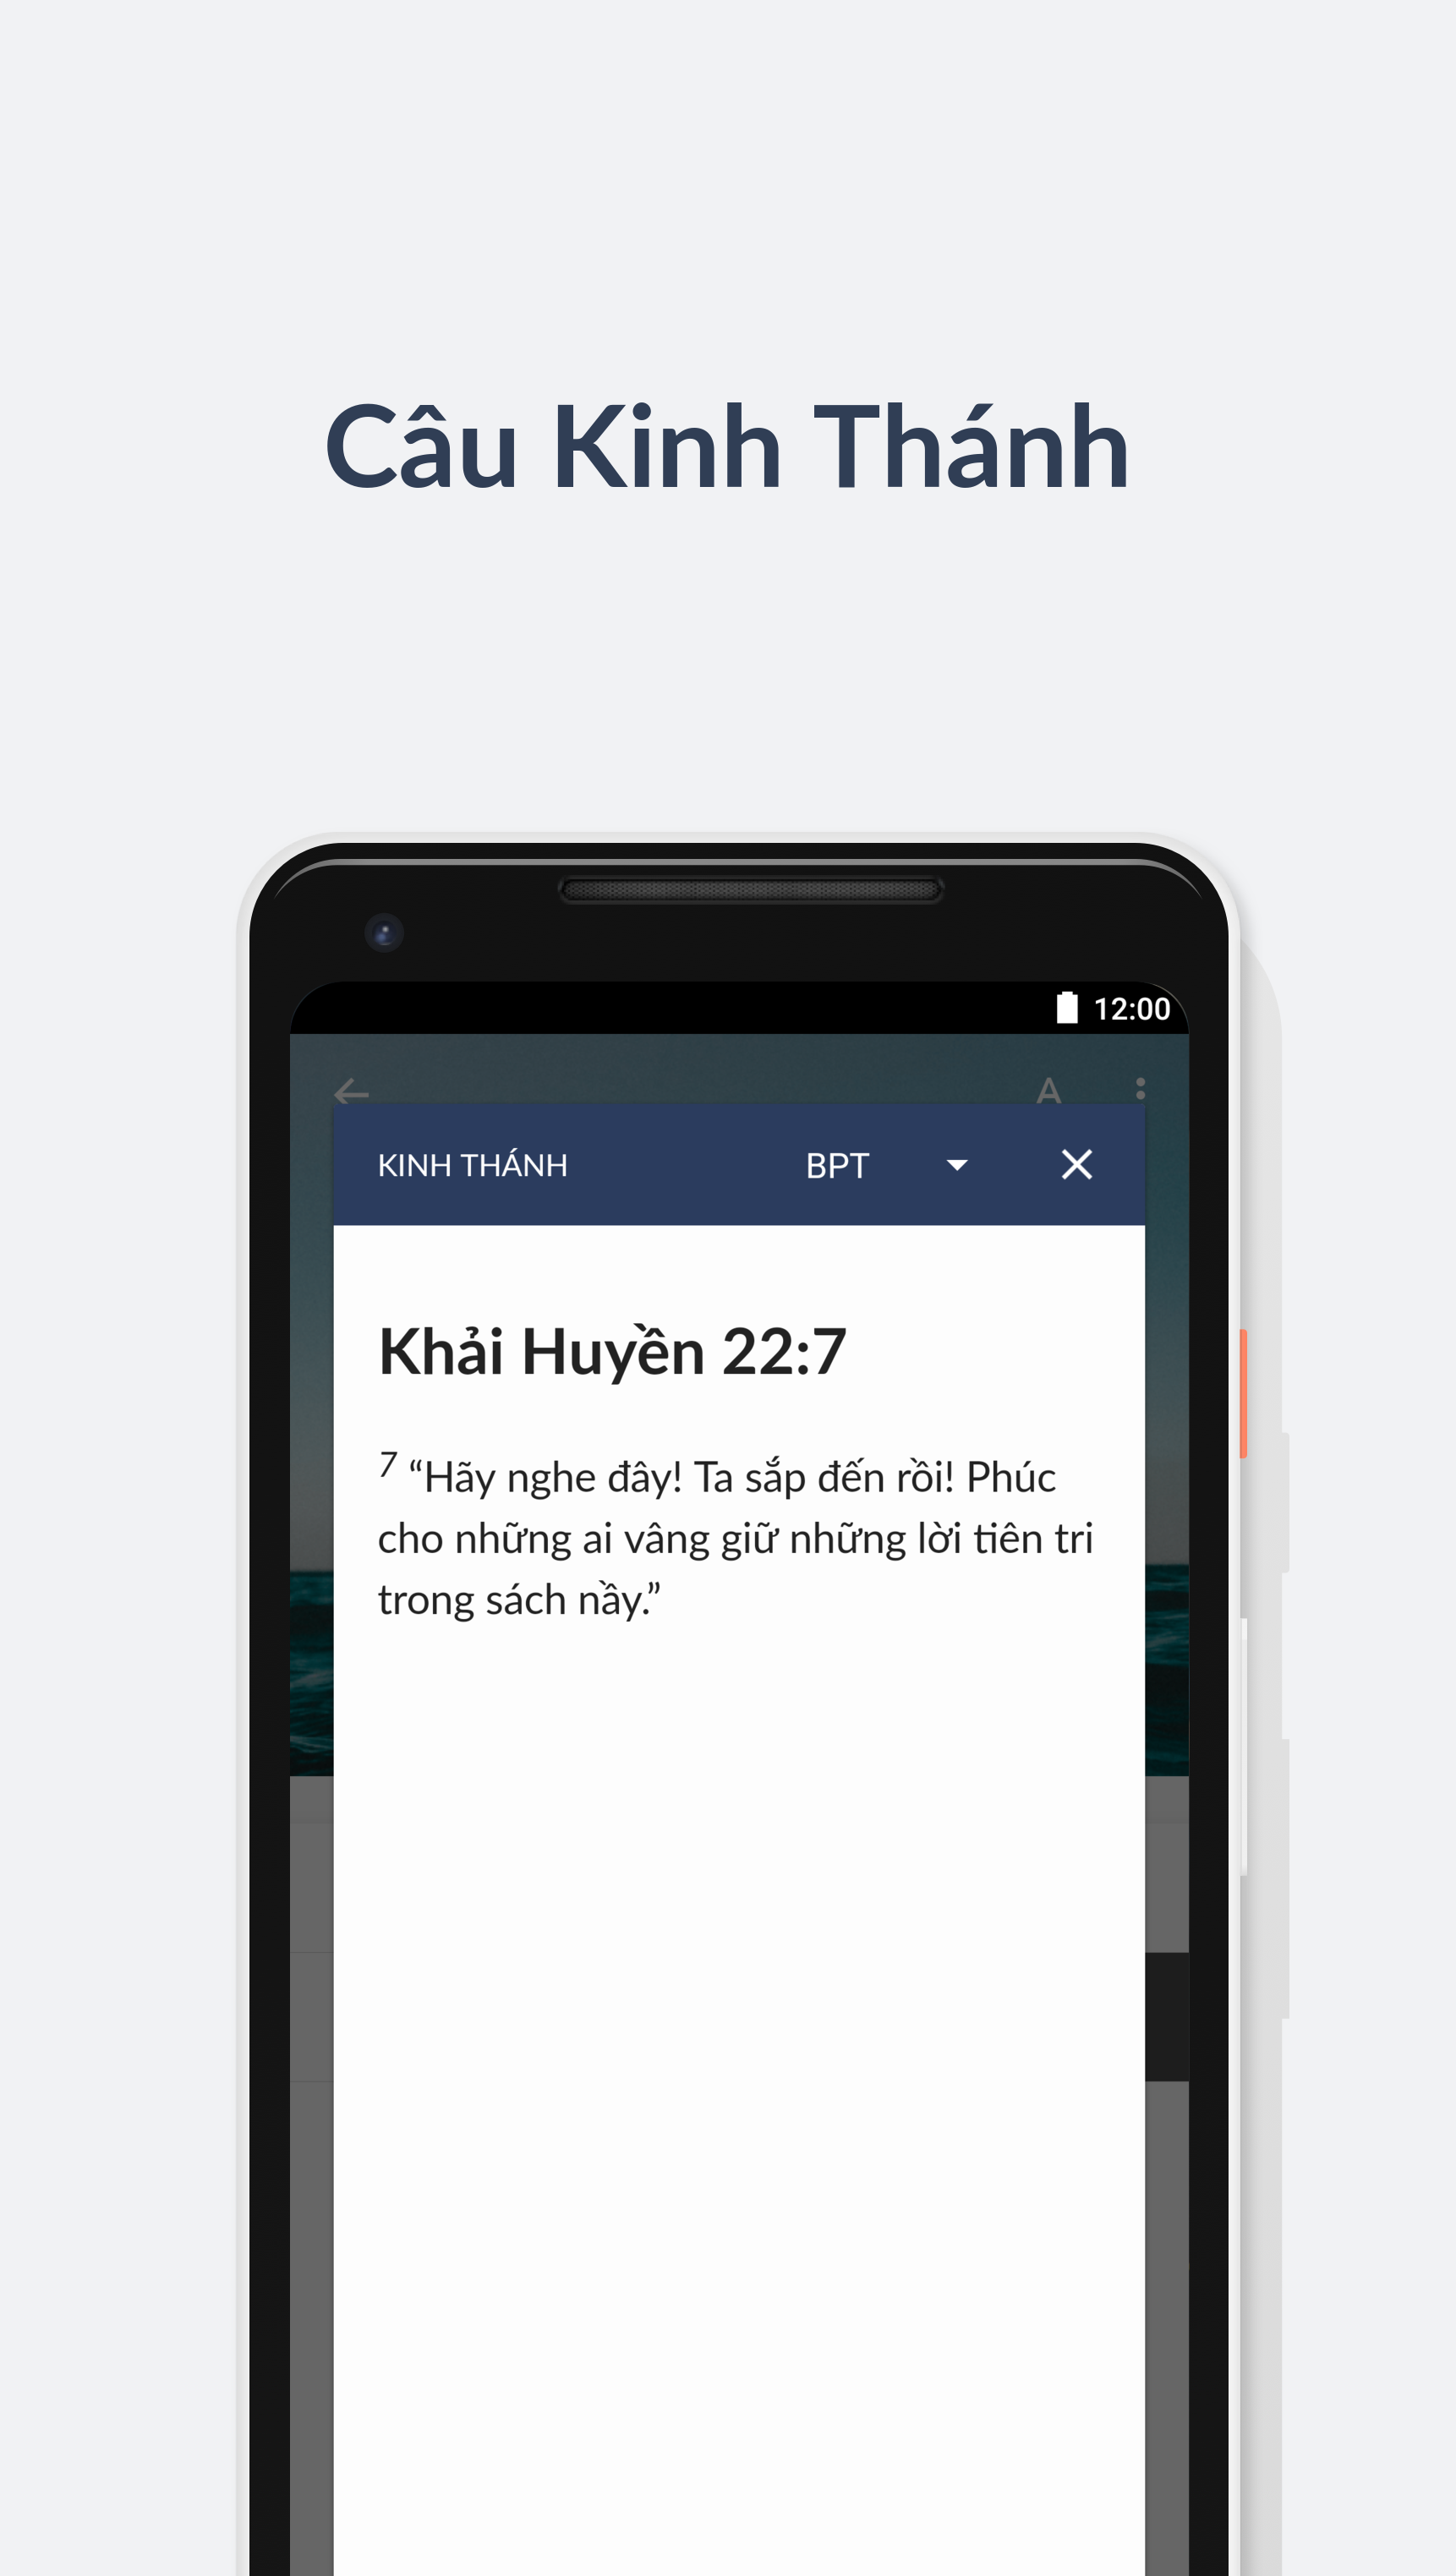 Câu Kinh Thánh
12:00
A
KINH THÁNH BPT
Khải Huyền 22:7
7 “Hãy nghe đây! Ta sắp đến rồi! Phúc
cho những ai vâng giữ những lời tiên tri
trong sách nầy.”